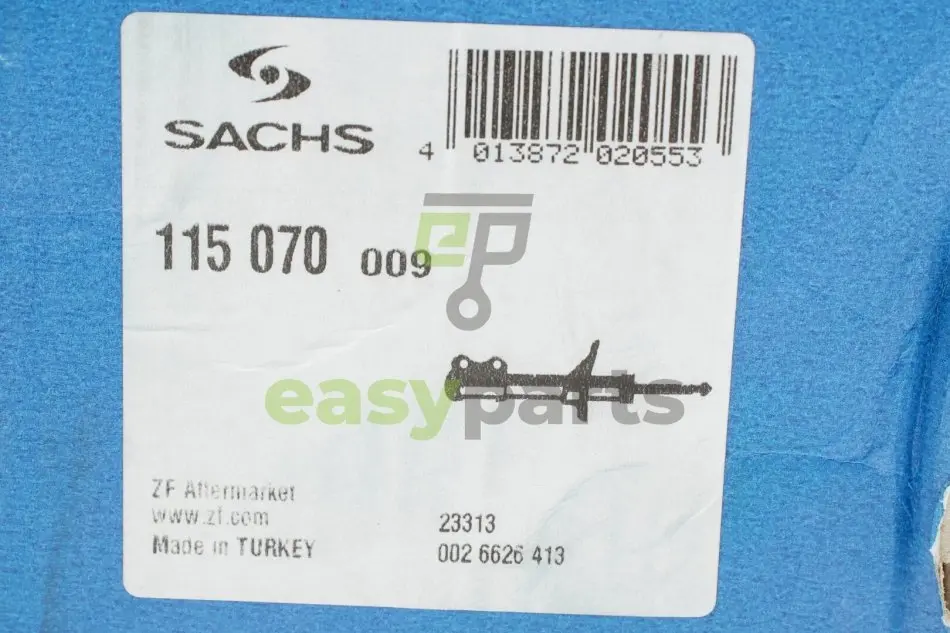 SACHS
4 013872 020553
115 070 009
EP
easyparts
ZF Aftermarket
www.zf.com
Made in TURKEY
23313
002 6626 413